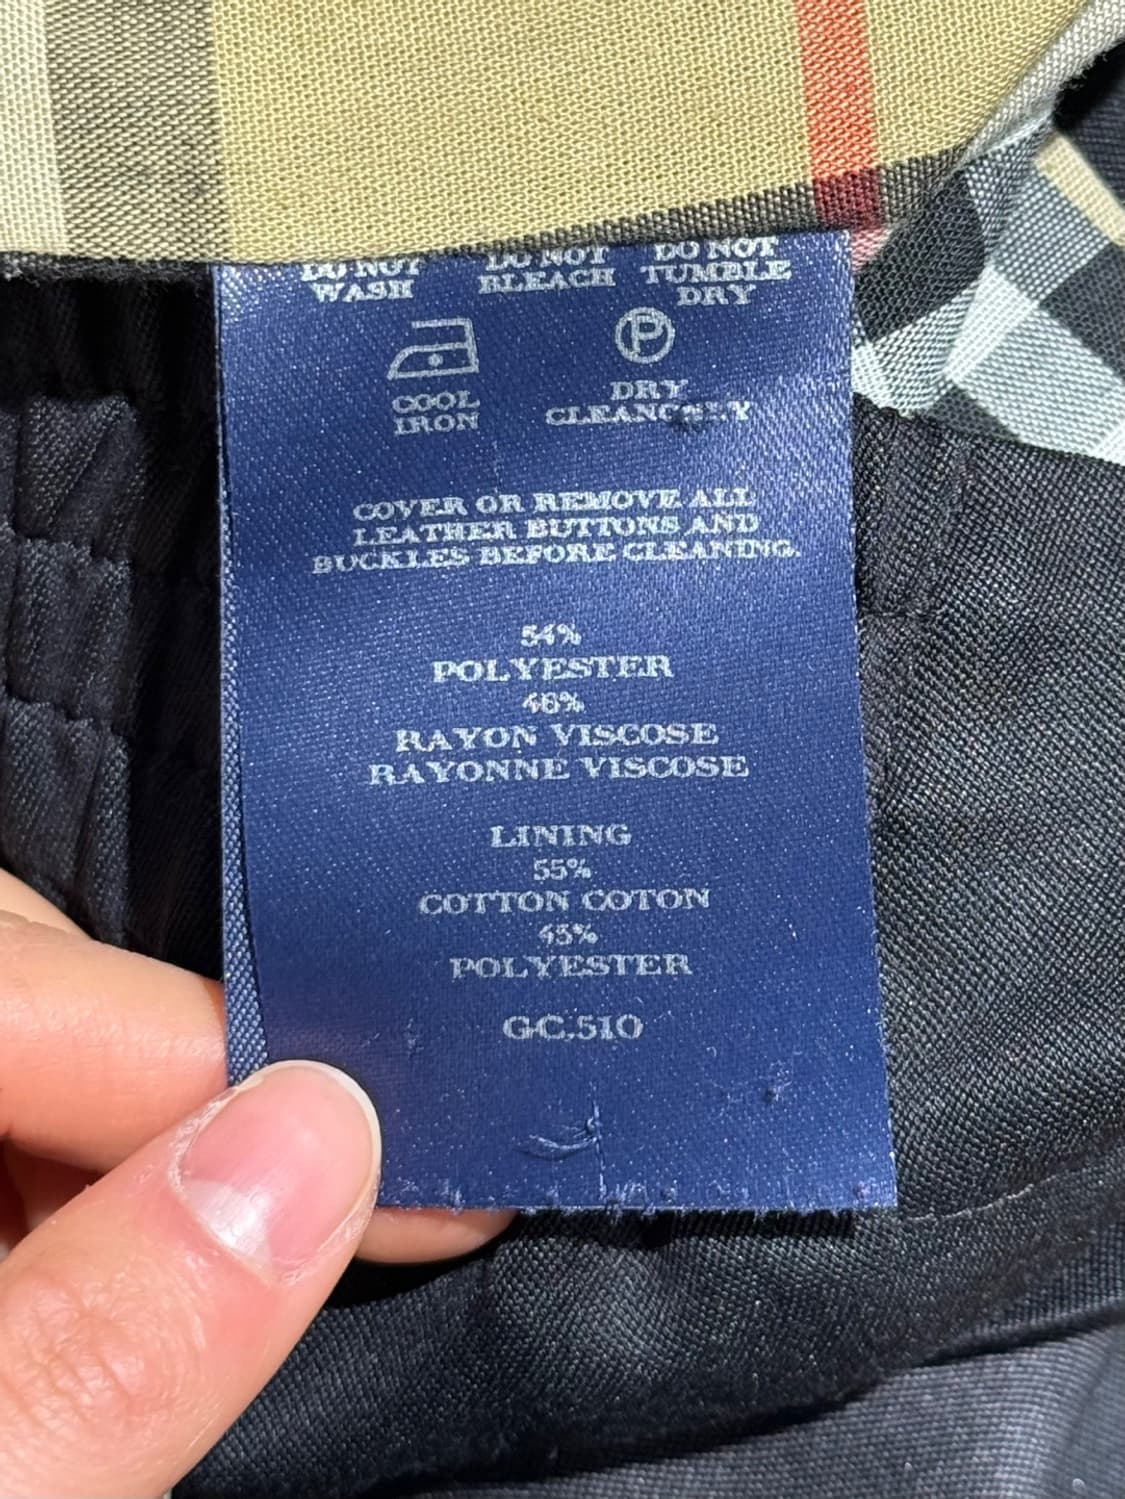 DO NOT WASH
DO NOT BLEACH
DO NOT TUMBLE DRY
P
COOL IRON
DRY CLEAN ONLY
COVER OR REMOVE ALL
LEATHER BUTTONS AND
BUCKLES BEFORE CLEANING.
54%
POLYESTER
46%
RAYON VISCOSE
RAYONNE VISCOSE
LINING
55%
COTTON COTON
45%
POLYESTER
GC.510